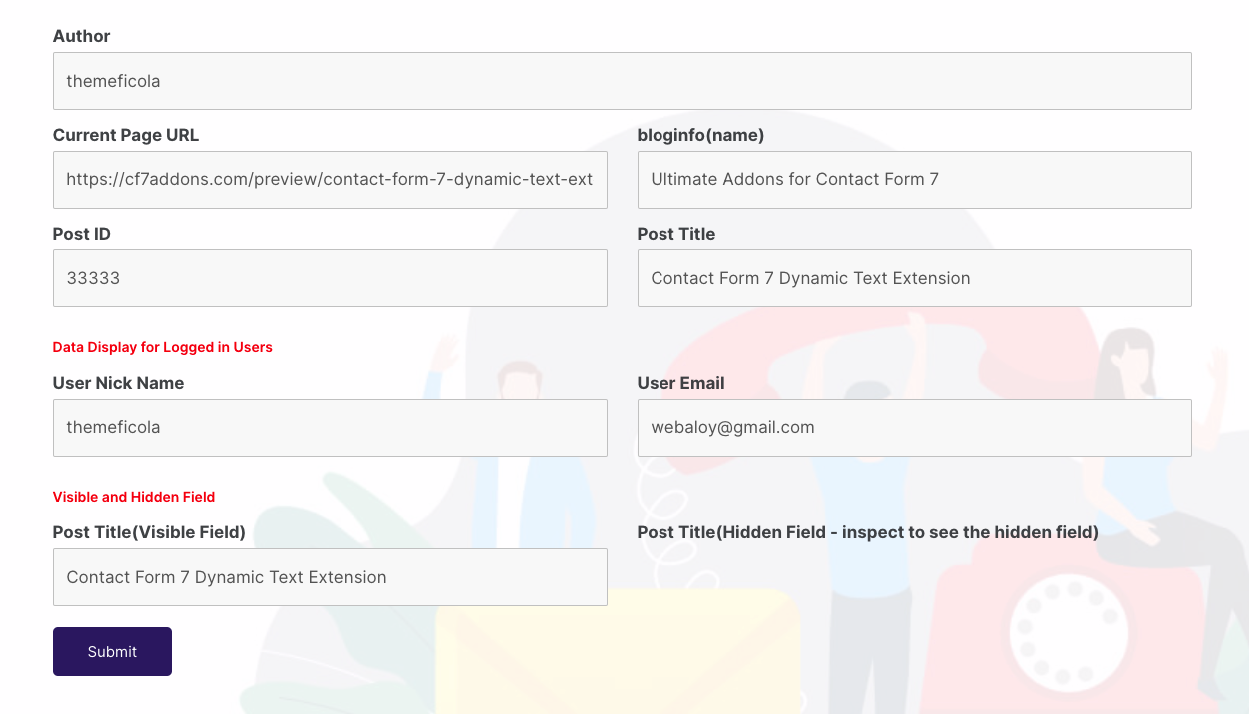 Author
themeficola
Current Page URL
bloginfo(name)
https://cf7addons.com/preview/contact-form-7-dynamic-text-ext
Ultimate Addons for Contact Form 7
Post ID
Post Title
33333
Contact Form 7 Dynamic Text Extension
Data Display for Logged in Users
User Nick Name
User Email
themeficola
webaloy@gmail.com
Visible and Hidden Field
Post Title(Visible Field)
Post Title(Hidden Field - inspect to see the hidden field)
Contact Form 7 Dynamic Text Extension
Submit